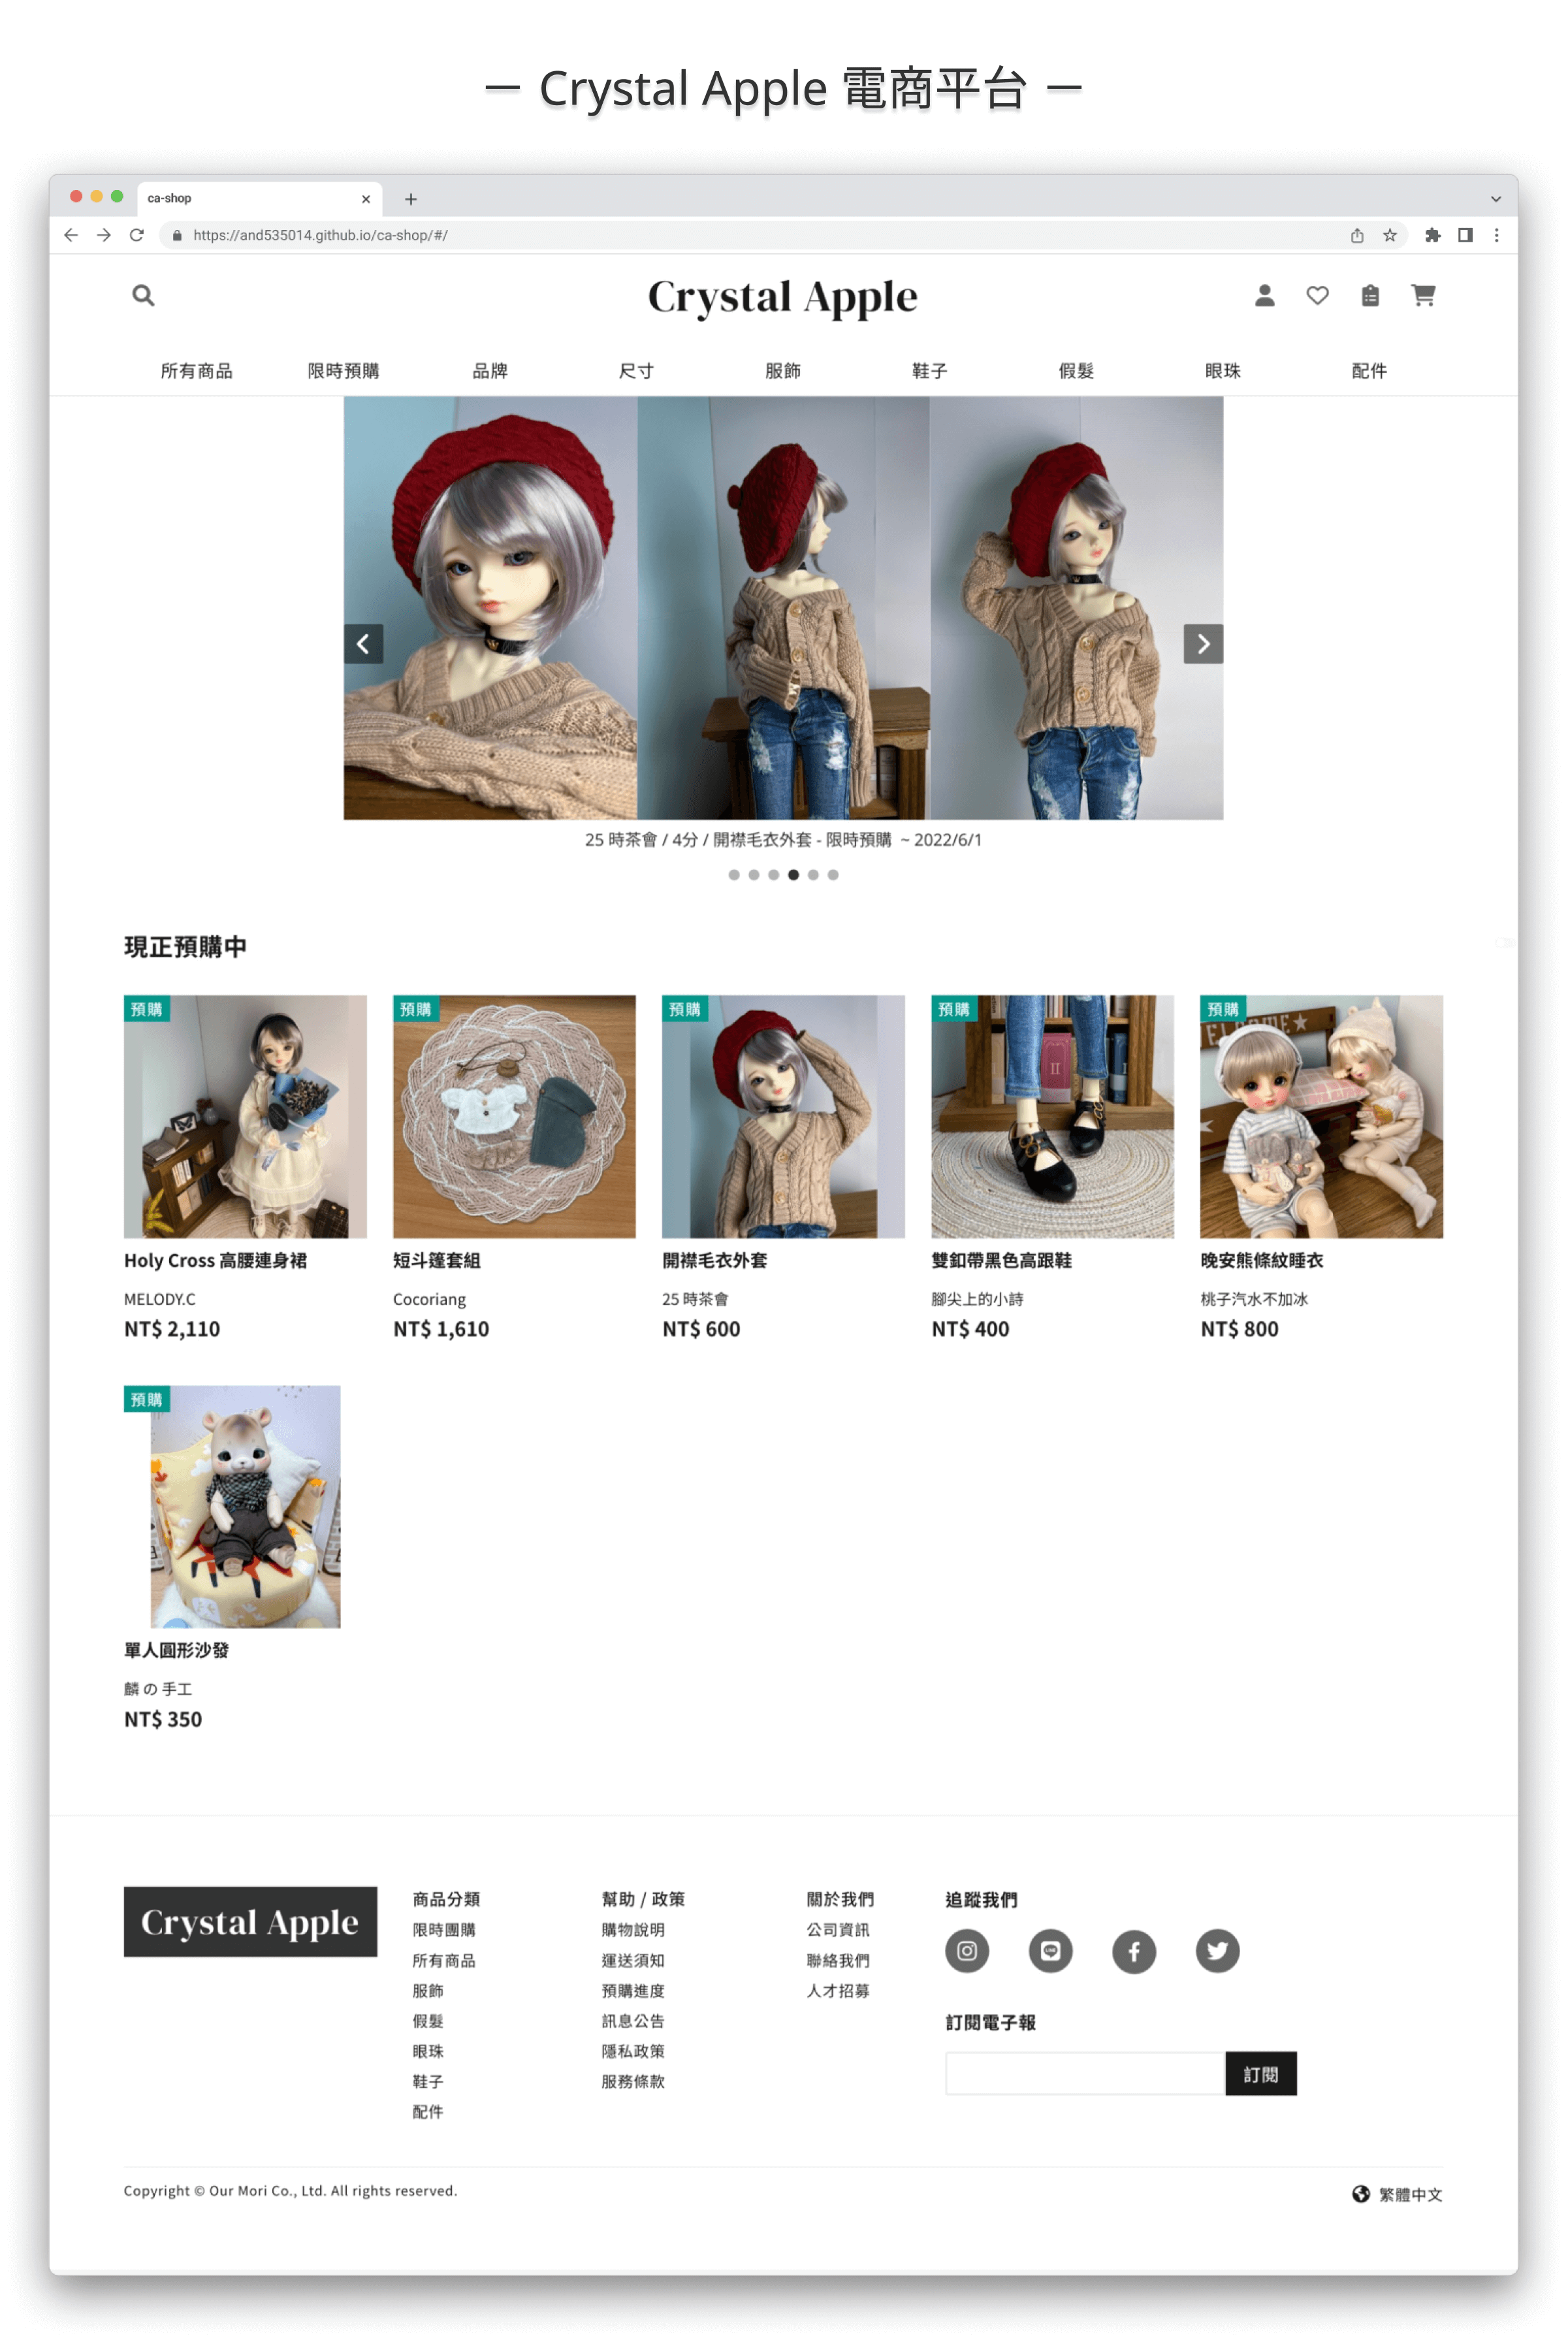 — Crystal Apple 電商平台 —
ca-shop
https://and535014.github.io/ca-shop/#/
Crystal Apple
所有商品 限時預購 品牌 尺寸 服飾 鞋子 假髮 眼珠 配件
25 時茶會 / 4分 / 開襟毛衣外套 - 限時預購 ~ 2022/6/1
現正預購中
預購 預購 預購 預購 預購
II I
Holy Cross 高腰連身裙
MELODY.C
NT$ 2,110
短斗篷套組
Cocoriang
NT$ 1,610
開襟毛衣外套
25 時茶會
NT$ 600
雙釦帶黑色高跟鞋
腳尖上的小詩
NT$ 400
晚安熊條紋睡衣
桃子汽水不加冰
NT$ 800
預購
單人圓形沙發
麟 の 手工
NT$ 350
Crystal Apple
商品分類
限時團購
所有商品
服飾
假髮
眼珠
鞋子
配件
幫助 / 政策
購物說明
運送須知
預購進度
訊息公告
隱私政策
服務條款
關於我們
公司資訊
聯絡我們
人才招募
追蹤我們
訂閱電子報
訂閱
Copyright © Our Mori Co., Ltd. All rights reserved.
繁體中文